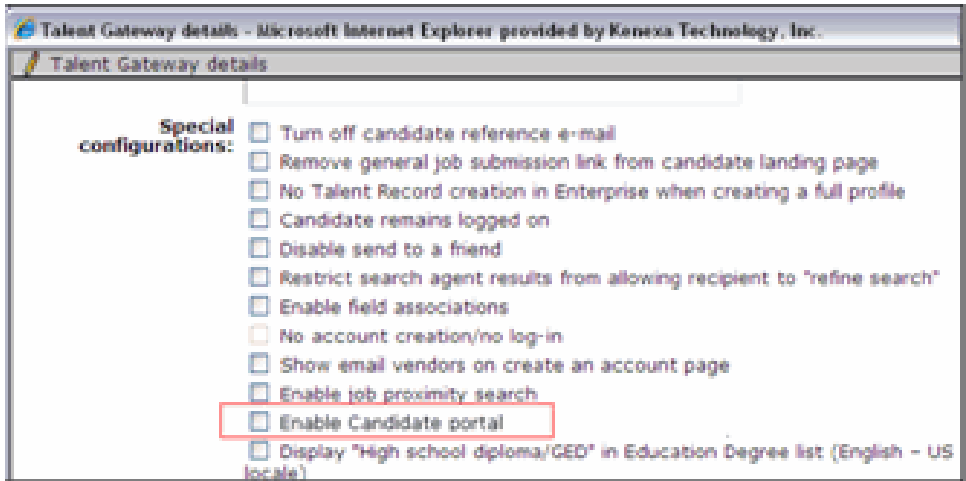 Talent Gateway details - Microsoft Internet Explorer provided by Kenexa Technology, Inc.
Talent Gateway details
Special configurations:
Turn off candidate reference e-mail
Remove general job submission link from candidate landing page
No Talent Record creation in Enterprise when creating a full profile
Candidate remains logged on
Disable send to a friend
Restrict search agent results from allowing recipient to "refine search"
Enable field associations
No account creation/no log-in
Show email vendors on create an account page
Enable job proximity search
Enable Candidate portal
Display "High school diploma/GED" in Education Degree list (English - US
locale)